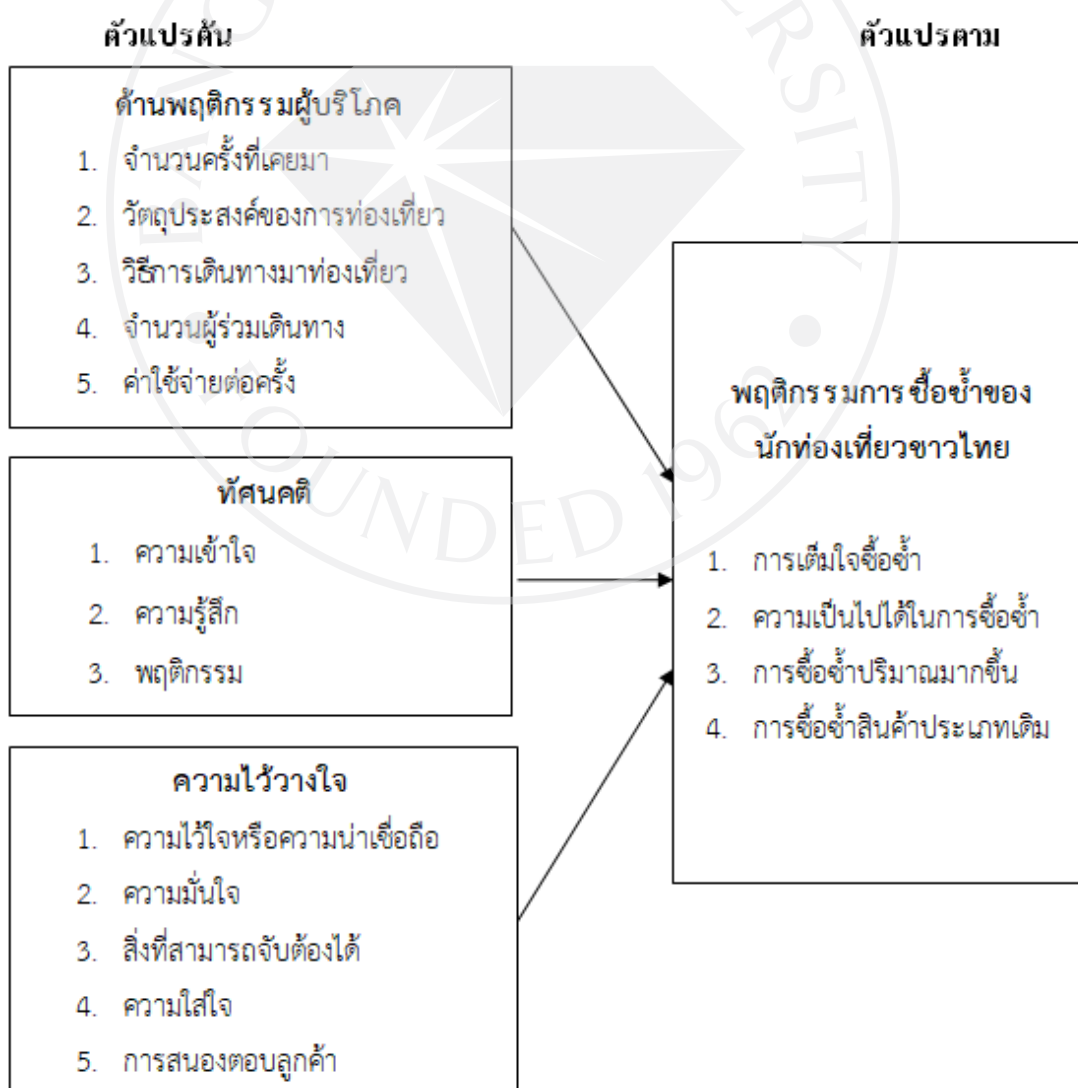 ตัวแปรต้น
ตัวแปรตาม
ด้านพฤติกรรมผู้บริโภค
1. จำนวนครั้งที่เคยมา
2. วัตถุประสงค์ของการท่องเที่ยว
3. วิธีการเดินทางมาท่องเที่ยว
4. จำนวนผู้ร่วมเดินทาง
5. ค่าใช้จ่ายต่อครั้ง
ทัศนคติ
1. ความเข้าใจ
2. ความรู้สึก
3. พฤติกรรม
ความไว้วางใจ
1. ความไว้ใจหรือความน่าเชื่อถือ
2. ความมั่นใจ
3. สิ่งที่สามารถจับต้องได้
4. ความใส่ใจ
5. การสนองตอบลูกค้า
พฤติกรรมการซื้อซ้ำของ
นักท่องเที่ยวชาวไทย
1. การเต็มใจซื้อซ้ำ
2. ความเป็นไปได้ในการซื้อซ้ำ
3. การซื้อซ้ำปริมาณมากขึ้น
4. การซื้อซ้ำสินค้าประเภทเดิม
FOUNDED 1962